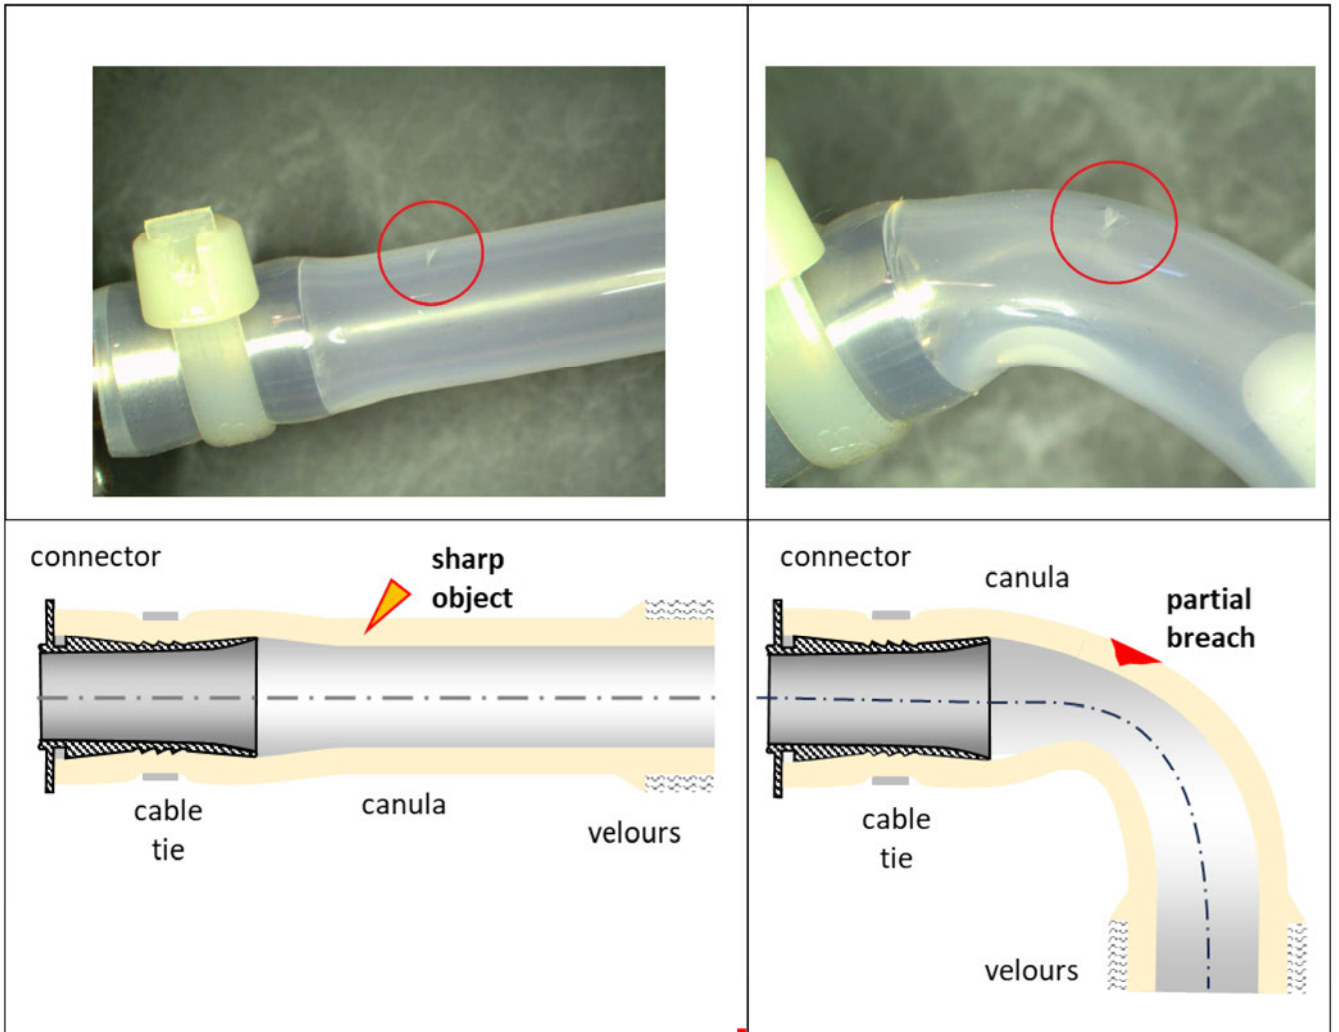 connector
sharp
object
cable
tie
canula
velours
connector
canula
partial
breach
cable
tie
velours